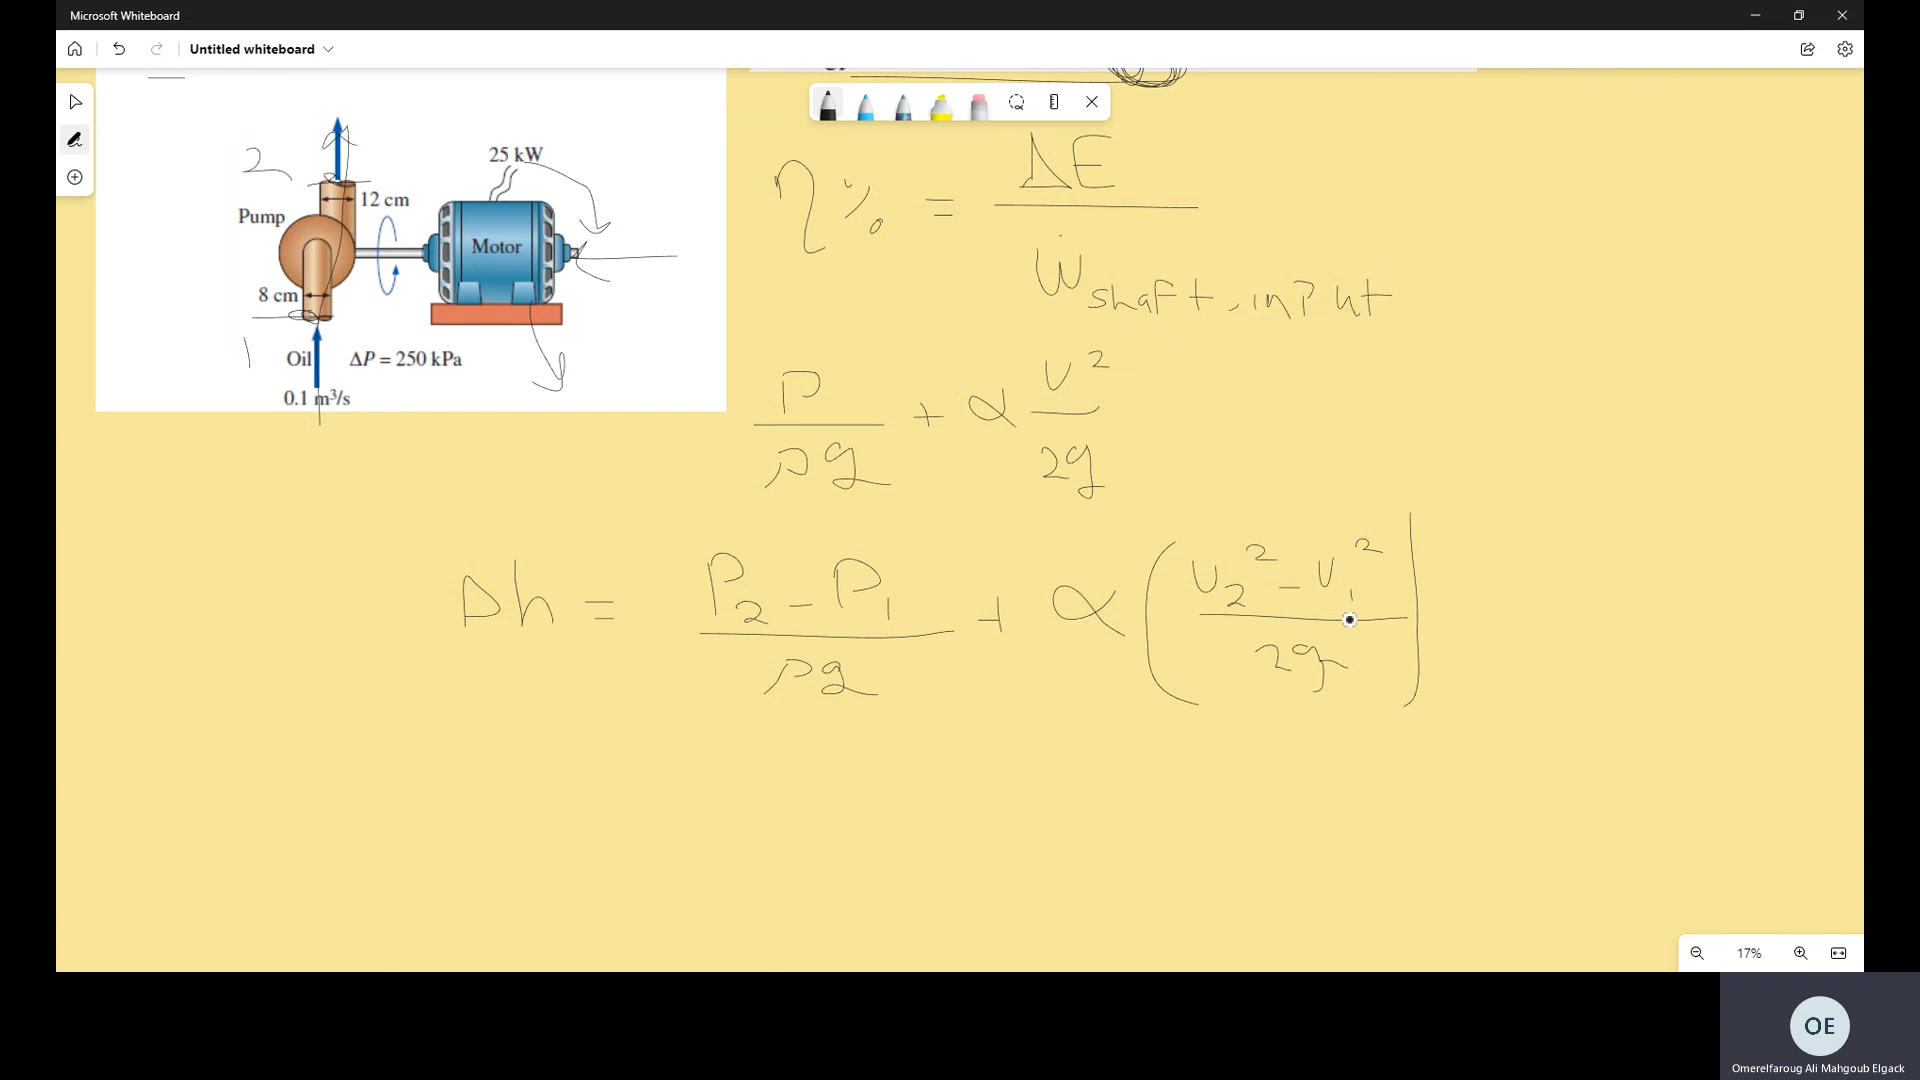 Microsoft Whiteboard
Untitled whiteboard
2
25 kW
12 cm
Pump
Motor
8 cm
1
Oil
ΔP = 250 kPa
0.1 m³/s
η% = ΔE / Ẇ shaft, input
P / ρg + α V² / 2g
Δh = P₂ - P₁ / ρg + α ( V₂² - V₁² / 2g )
17%
OE
Omerelfaroug Ali Mahgoub Elgack